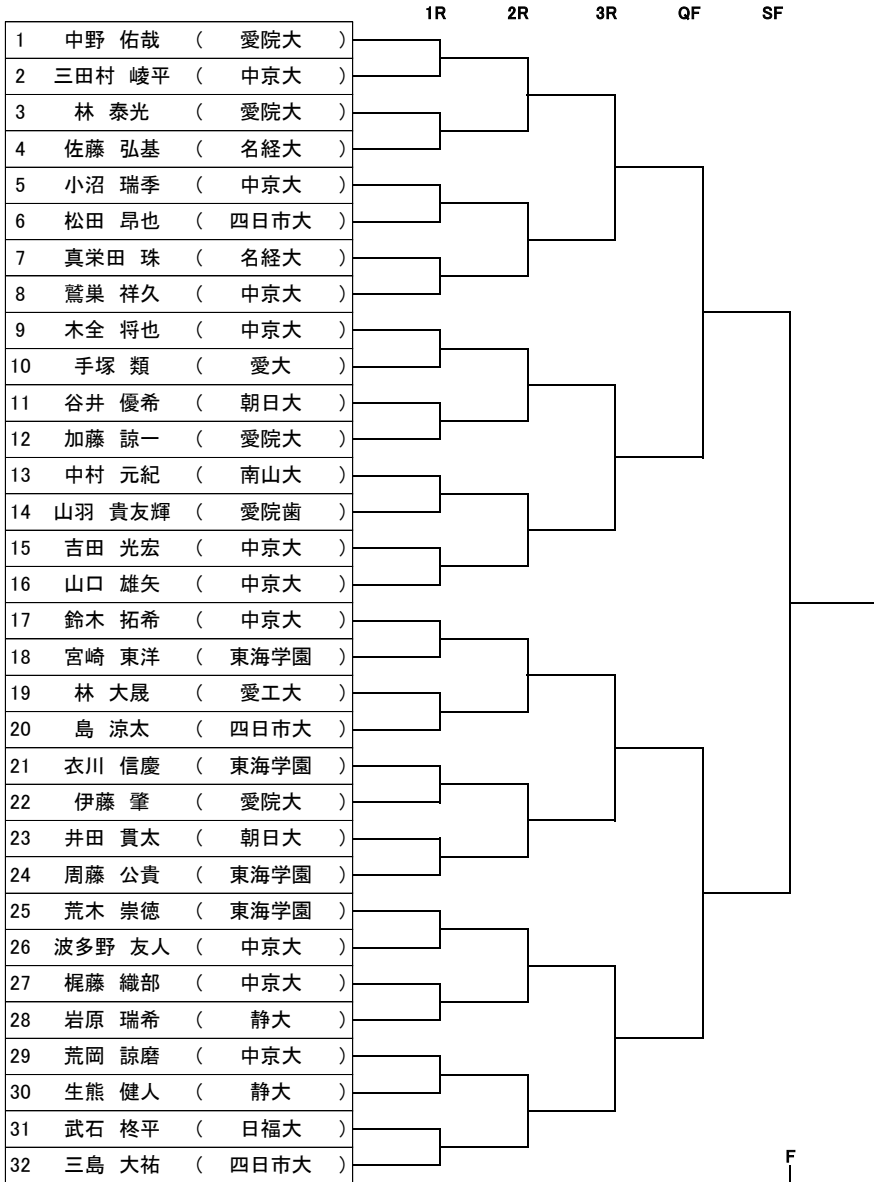 1R 2R 3R QF SF
1 中野 佑哉 ( 愛院大 )
2 三田村 崚平 ( 中京大 )
3 林 泰光 ( 愛院大 )
4 佐藤 弘基 ( 名経大 )
5 小沼 瑞季 ( 中京大 )
6 松田 昂也 ( 四日市大 )
7 真栄田 珠 ( 名経大 )
8 鷲巣 祥久 ( 中京大 )
9 木全 将也 ( 中京大 )
10 手塚 類 ( 愛大 )
11 谷井 優希 ( 朝日大 )
12 加藤 諒一 ( 愛院大 )
13 中村 元紀 ( 南山大 )
14 山羽 貴友輝 ( 愛院歯 )
15 吉田 光宏 ( 中京大 )
16 山口 雄矢 ( 中京大 )
17 鈴木 拓希 ( 中京大 )
18 宮崎 東洋 ( 東海学園 )
19 林 大晟 ( 愛工大 )
20 島 涼太 ( 四日市大 )
21 衣川 信慶 ( 東海学園 )
22 伊藤 肇 ( 愛院大 )
23 井田 貫太 ( 朝日大 )
24 周藤 公貴 ( 東海学園 )
25 荒木 崇徳 ( 東海学園 )
26 波多野 友人 ( 中京大 )
27 梶藤 織部 ( 中京大 )
28 岩原 瑞希 ( 静大 )
29 荒岡 諒磨 ( 中京大 )
30 生熊 健人 ( 静大 )
31 武石 柊平 ( 日福大 )
32 三島 大祐 ( 四日市大 )
F